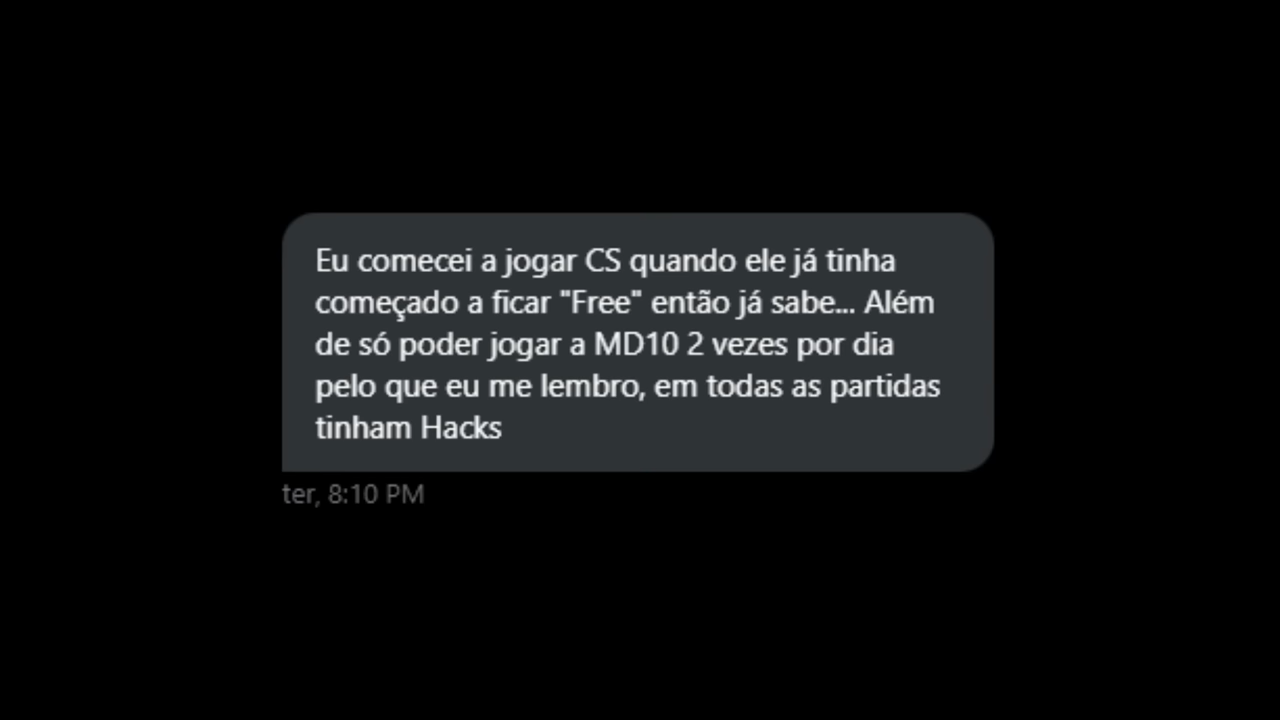 Eu comecei a jogar CS quando ele já tinha
começado a ficar "Free" então já sabe... Além
de só poder jogar a MD10 2 vezes por dia
pelo que eu me lembro, em todas as partidas
tinham Hacks
ter, 8:10 PM